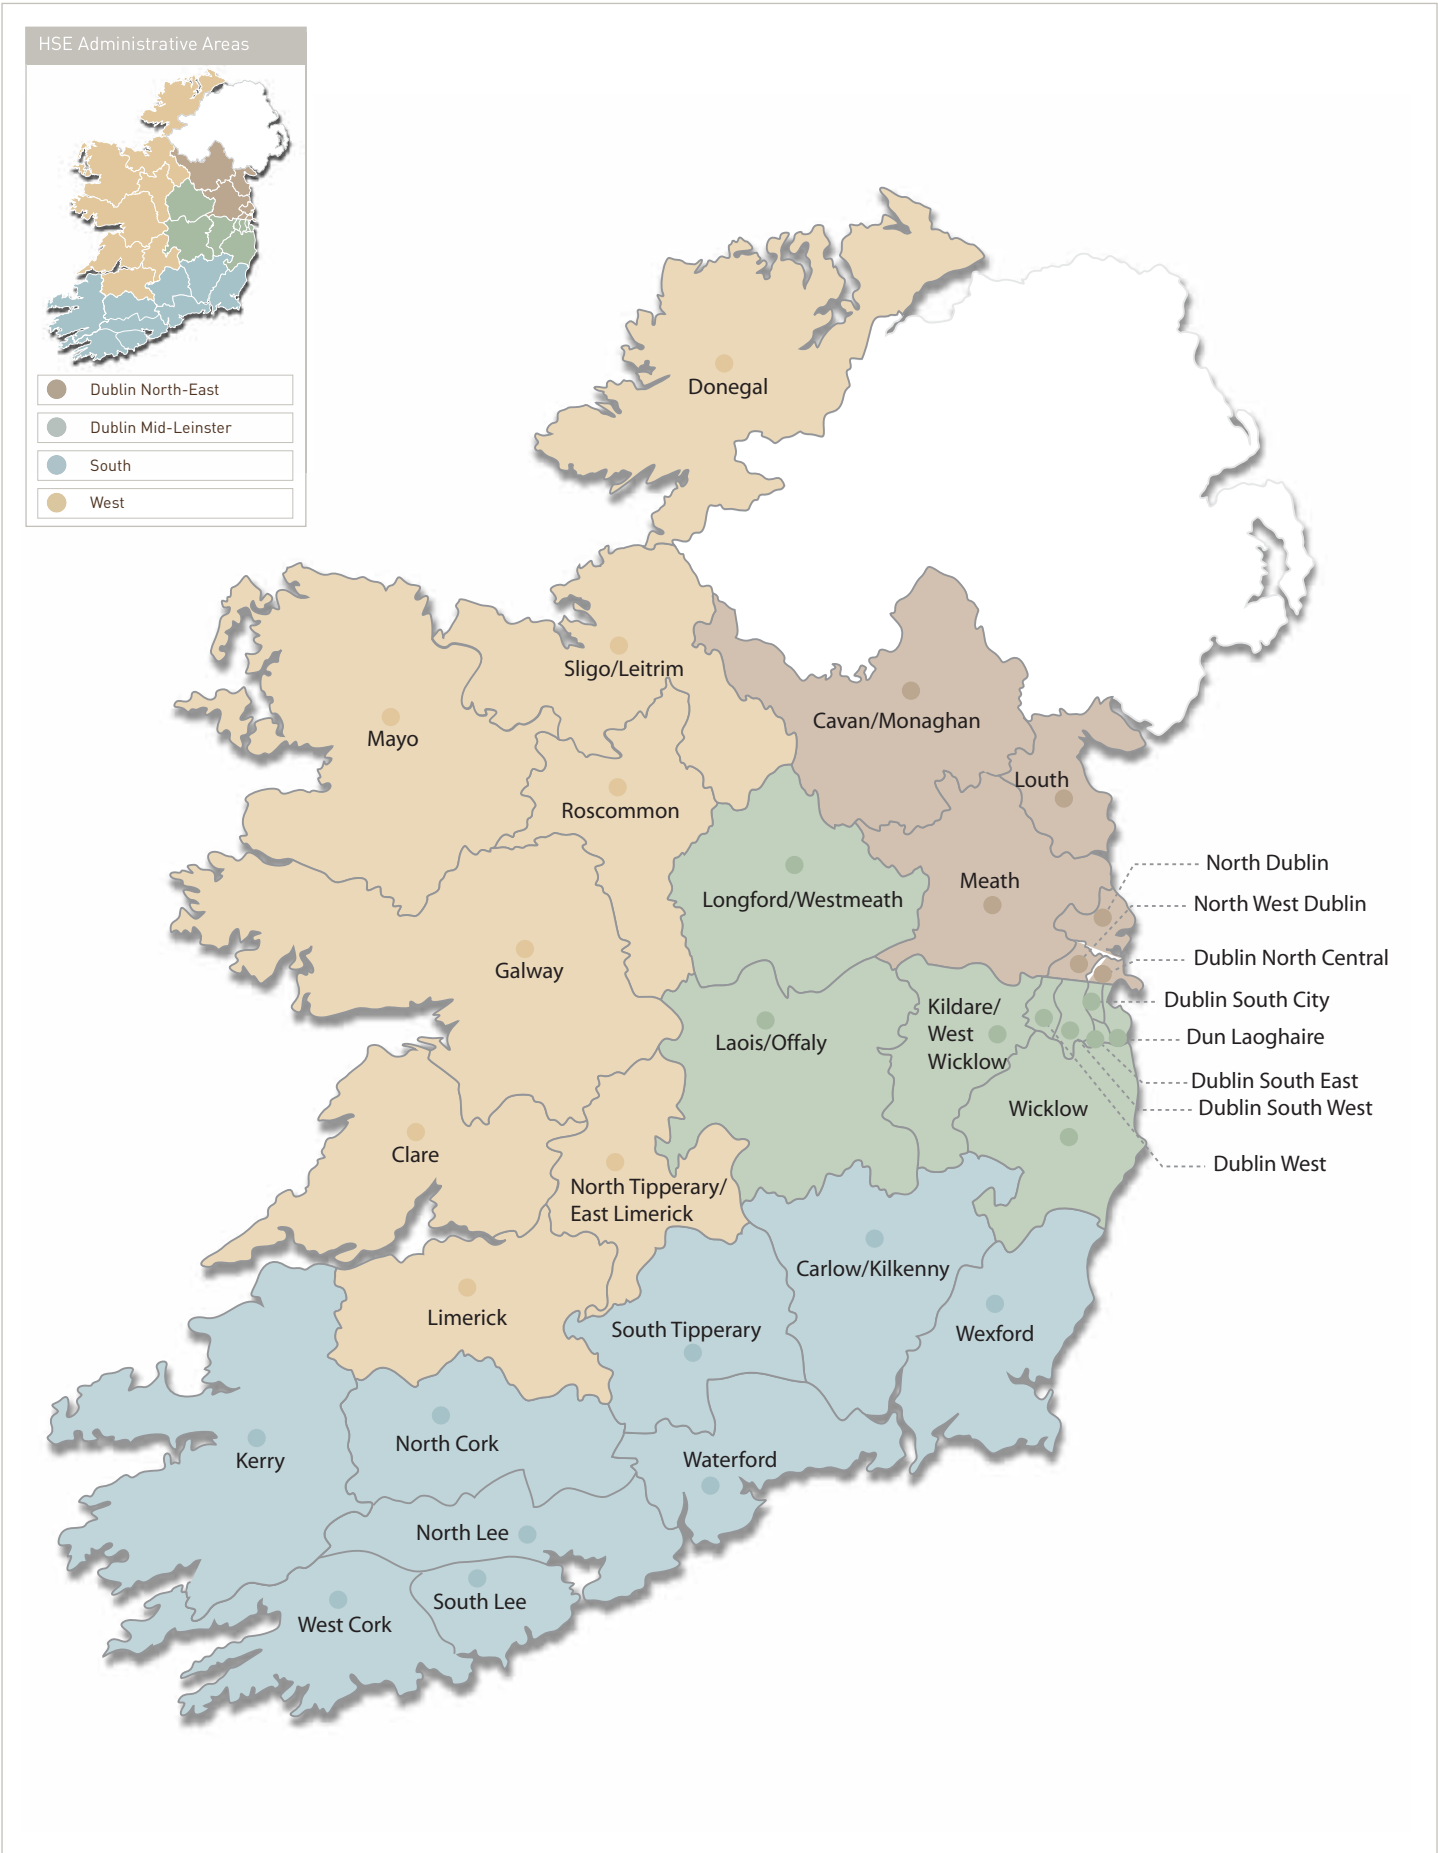 HSE Administrative Areas
Dublin North-East
Dublin Mid-Leinster
South
West
Donegal
Sligo/Leitrim
Mayo
Cavan/Monaghan
Louth
Roscommon
North Dublin
Meath
Longford/Westmeath
North West Dublin
Dublin North Central
Galway
Dublin South City
Kildare/
West
Wicklow
Laois/Offaly
Dun Laoghaire
Dublin South East
Dublin South West
Wicklow
Clare
Dublin West
North Tipperary/
East Limerick
Carlow/Kilkenny
Limerick
South Tipperary
Wexford
North Cork
Kerry
Waterford
North Lee
South Lee
West Cork